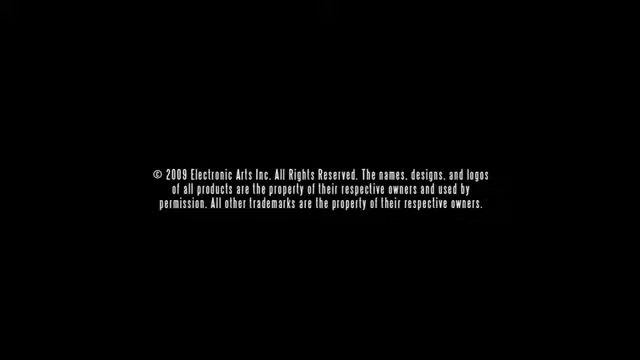 © 2009 Electronic Arts Inc. All Rights Reserved. The names, designs, and logos
of all products are the property of their respective owners and used by
permission. All other trademarks are the property of their respective owners.